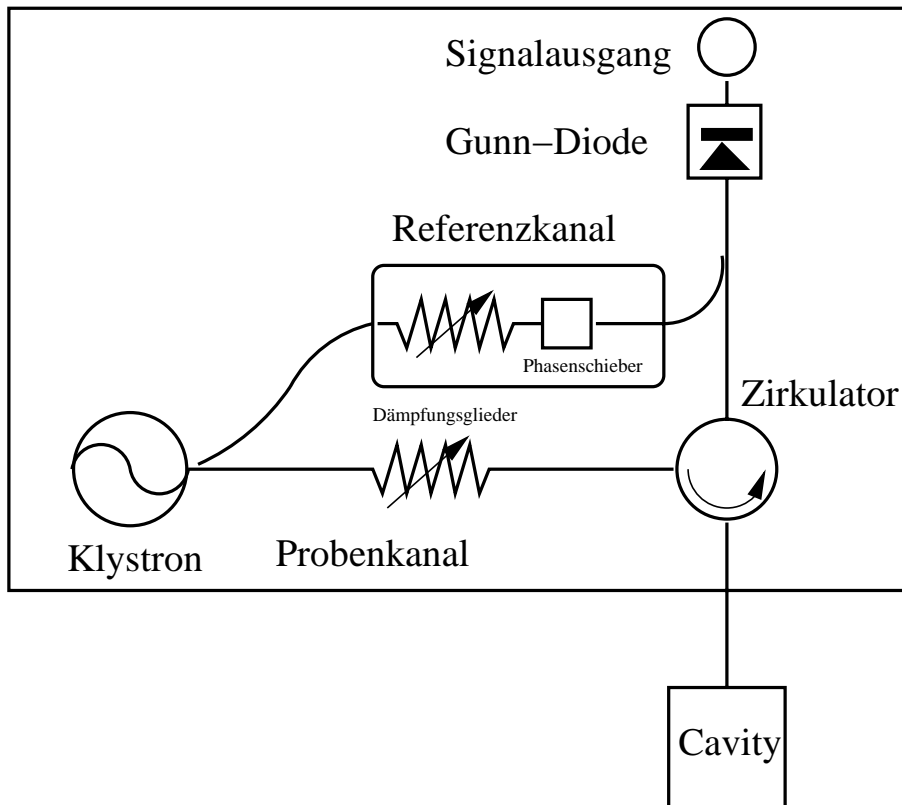 Signalausgang
Gunn−Diode
Referenzkanal
Phasenschieber
Zirkulator
Dämpfungsglieder
Klystron
Probenkanal
Cavity